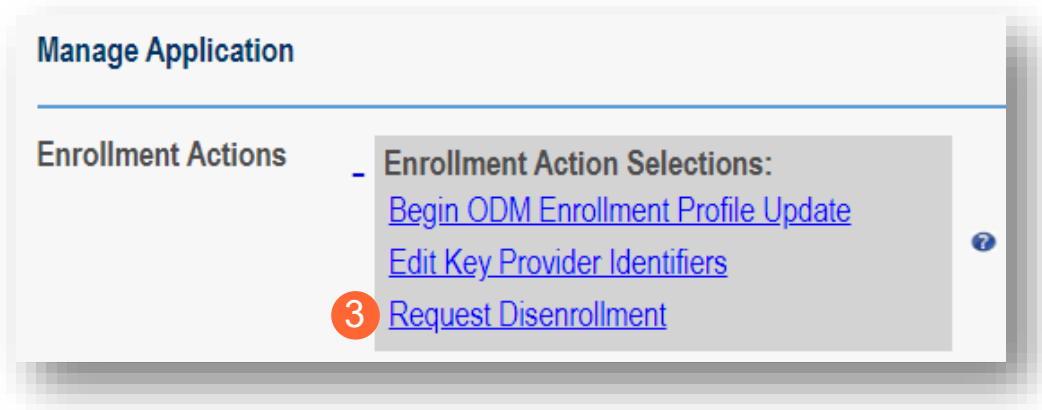 Manage Application
Enrollment Actions
Enrollment Action Selections:
Begin ODM Enrollment Profile Update
Edit Key Provider Identifiers
?
3 Request Disenrollment